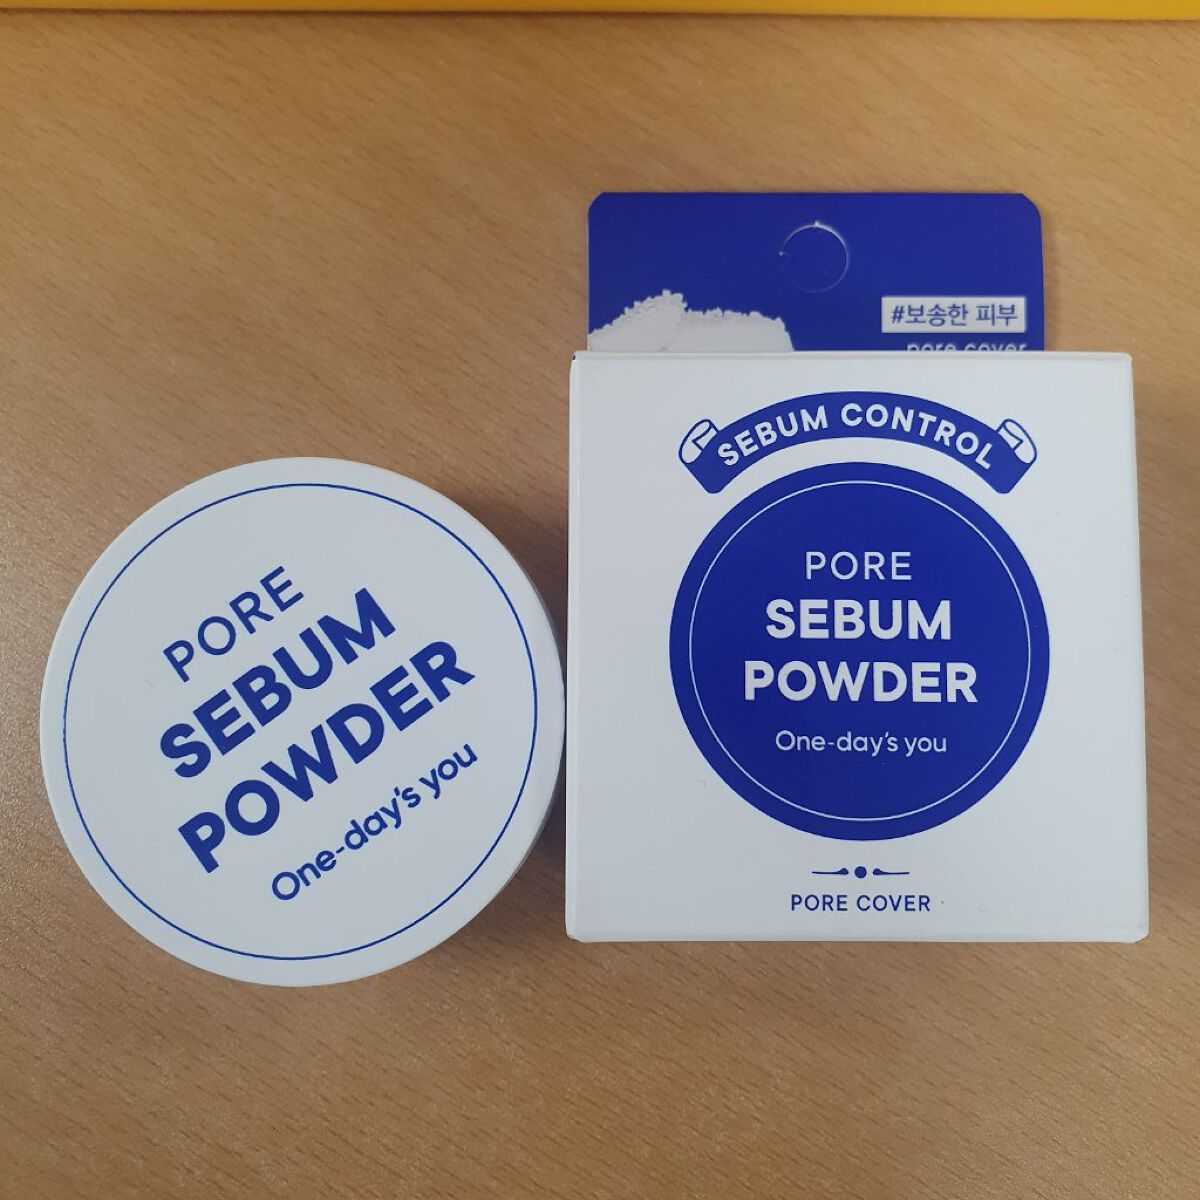 #보송한 피부
pore cover
SEBUM CONTROL
PORE
SEBUM
POWDER
One-day's you
PORE COVER
PORE
SEBUM
POWDER
One-day's you